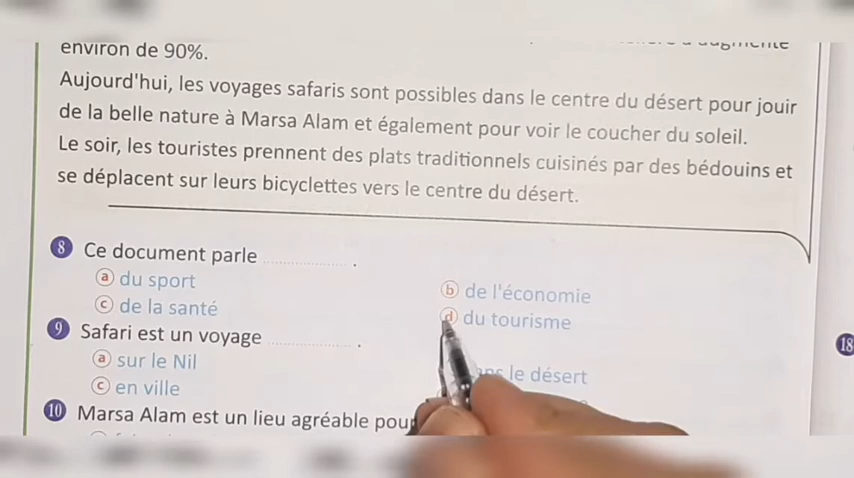 environ de 90%.
Aujourd'hui, les voyages safaris sont possibles dans le centre du désert pour jouir
de la belle nature à Marsa Alam et également pour voir le coucher du soleil.
Le soir, les touristes prennent des plats traditionnels cuisinés par des bédouins et
se déplacent sur leurs bicyclettes vers le centre du désert.
8 Ce document parle ................ .
a du sport
b de l'économie
c de la santé
d du tourisme
9 Safari est un voyage ................ .
a sur le Nil
le désert
c en ville
18
10 Marsa Alam est un lieu agréable